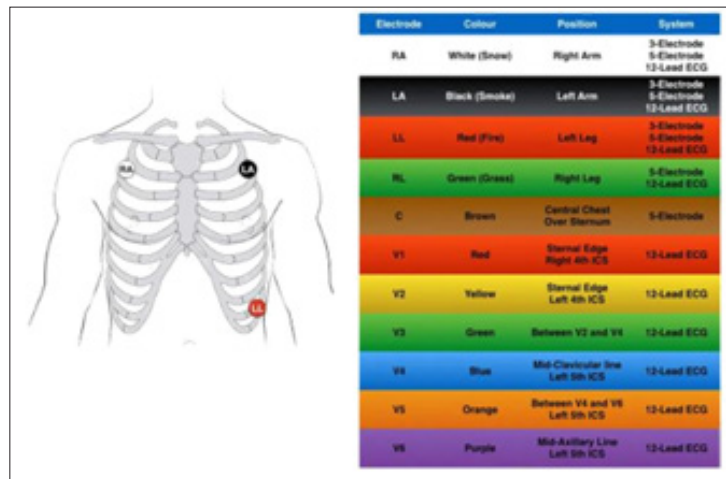 RA
LA
LL
Electrode Colour Position System
RA White (Snow) Right Arm 3-Electrode
5-Electrode
12-Lead ECG
LA Black (Smoke) Left Arm 3-Electrode
5-Electrode
12-Lead ECG
LL Red (Fire) Left Leg 3-Electrode
5-Electrode
12-Lead ECG
RL Green (Grass) Right Leg 5-Electrode
12-Lead ECG
C Brown Central Chest
Over Sternum 5-Electrode
V1 Red Sternal Edge
Right 4th ICS 12-Lead ECG
V2 Yellow Sternal Edge
Left 4th ICS 12-Lead ECG
V3 Green Between V2 and V4 12-Lead ECG
V4 Blue Mid-Clavicular line
Left 5th ICS 12-Lead ECG
V5 Orange Between V4 and V6
Left 5th ICS 12-Lead ECG
V6 Purple Mid-Axillary Line
Left 5th ICS 12-Lead ECG